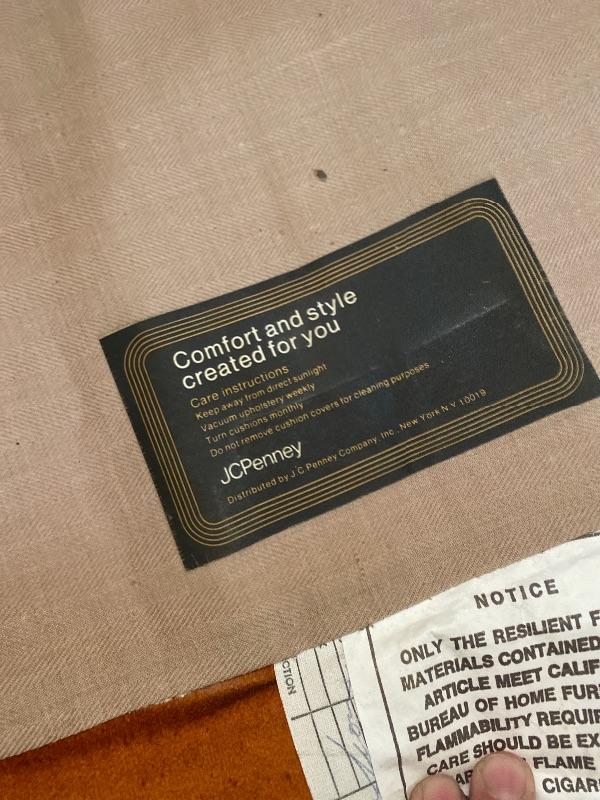 Comfort and style
created for you
Care instructions
Keep away from direct sunlight
Vacuum upholstery weekly
Turn cushions monthly
Do not remove cushion covers for cleaning purposes
JCPenney
Distributed by J.C. Penney Company, Inc., New York N.Y. 10019
NOTICE
ONLY THE RESILIENT F
MATERIALS CONTAINED
ARTICLE MEET CALIF
BUREAU OF HOME FUR
FLAMMABILITY REQUIR
CARE SHOULD BE EX
FLAME
CIGAR
CTION